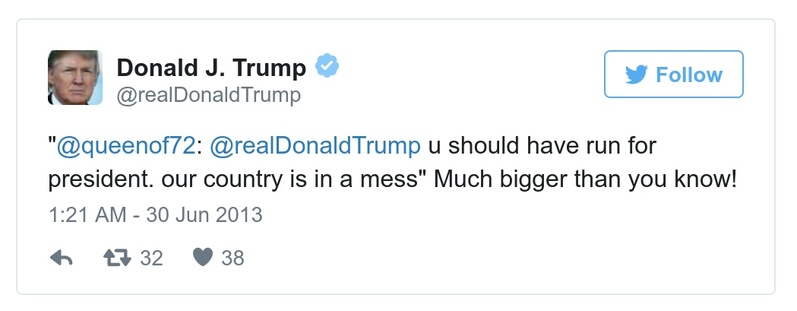 Donald J. Trump
Follow
@realDonaldTrump
"@queenof72: @realDonaldTrump u should have run for
president. our country is in a mess" Much bigger than you know!
1:21 AM - 30 Jun 2013
32 38